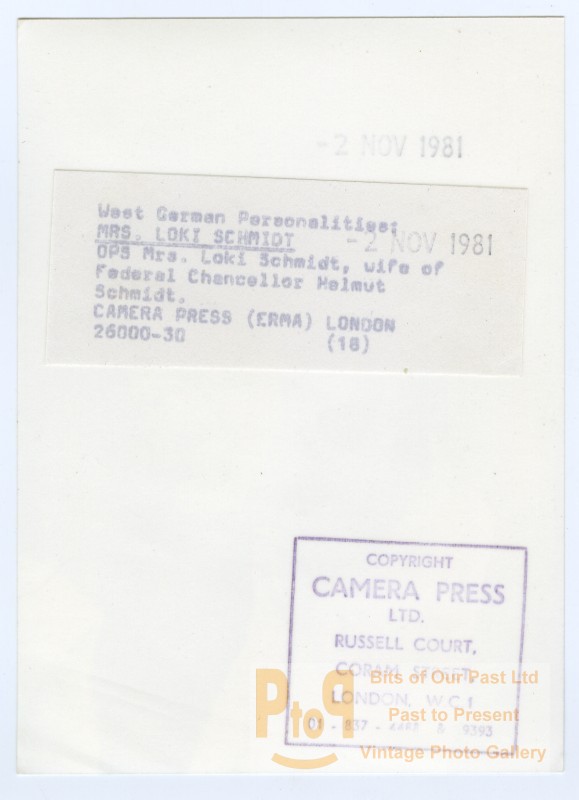 -2 NOV 1981
West German Personalities:
MRS. LOKI SCHMIDT -2 NOV 1981
OPS Mrs. Loki Schmidt, wife of
Federal Chancellor Helmut
Schmidt.
CAMERA PRESS (ERMA) LONDON
26000-30 (18)
COPYRIGHT
CAMERA PRESS
LTD.
RUSSELL COURT,
CORAM STREET,
LONDON, W.C.1
01 - 837 - & 9393
PtoP
Bits of Our Past Ltd
Past to Present
Vintage Photo Gallery